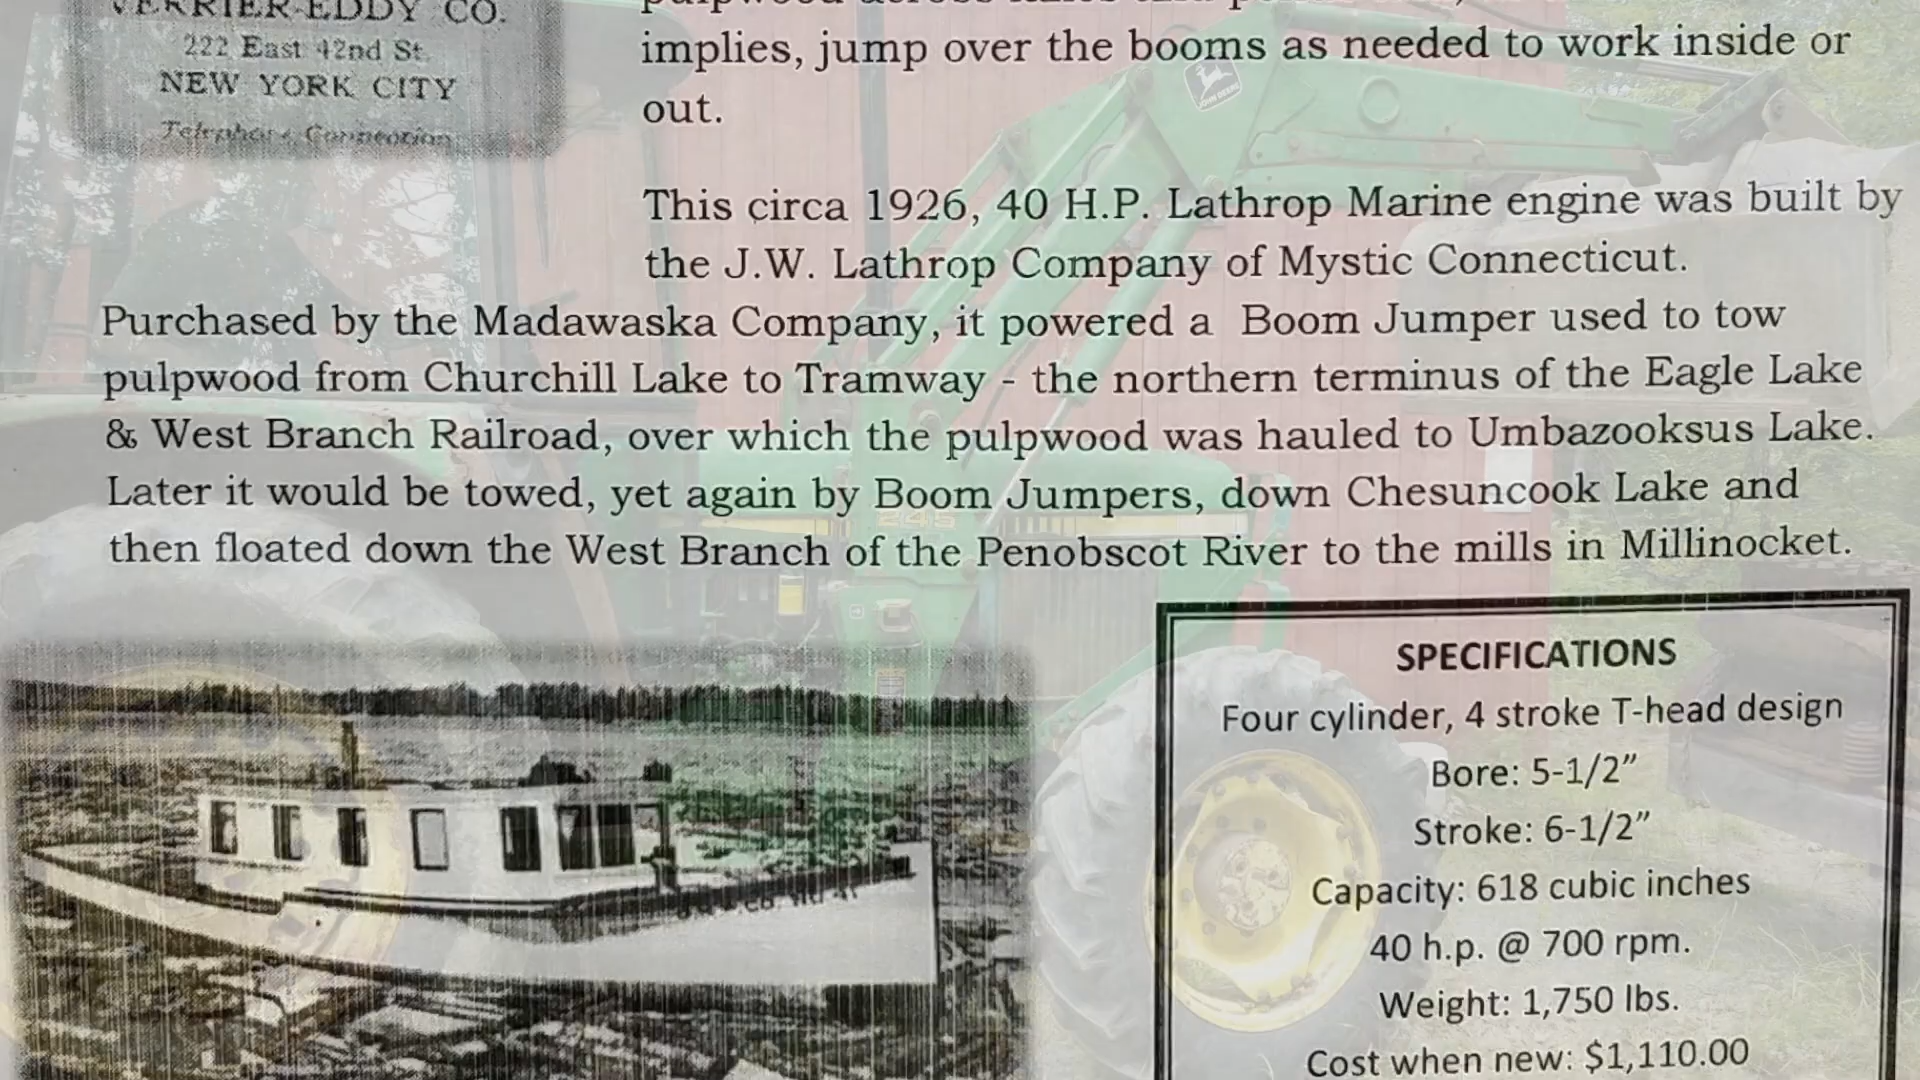 VERRIER-EDDY CO.
222 East 42nd St.
NEW YORK CITY
Telephone Connection
implies, jump over the booms as needed to work inside or
out.
JOHN DEERE
This circa 1926, 40 H.P. Lathrop Marine engine was built by
the J.W. Lathrop Company of Mystic Connecticut.
Purchased by the Madawaska Company, it powered a Boom Jumper used to tow
pulpwood from Churchill Lake to Tramway - the northern terminus of the Eagle Lake
& West Branch Railroad, over which the pulpwood was hauled to Umbazooksus Lake.
Later it would be towed, yet again by Boom Jumpers, down Chesuncook Lake and
then floated down the West Branch of the Penobscot River to the mills in Millinocket.
SPECIFICATIONS
Four cylinder, 4 stroke T-head design
Bore: 5-1/2”
Stroke: 6-1/2”
Capacity: 618 cubic inches
40 h.p. @ 700 rpm.
Weight: 1,750 lbs.
Cost when new: $1,110.00